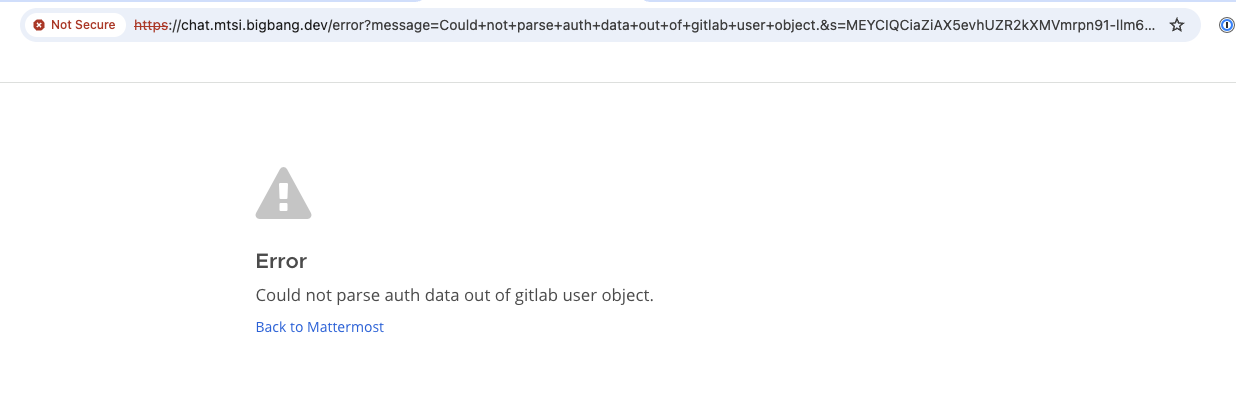 Not Secure https://chat.mtsi.bigbang.dev/error?message=Could+not+parse+auth+data+out+of+gitlab+user+object.&s=MEYCIQCiaZiAX5evhUZR2kXMVmrpn91-Ilm6...
Error
Could not parse auth data out of gitlab user object.
Back to Mattermost